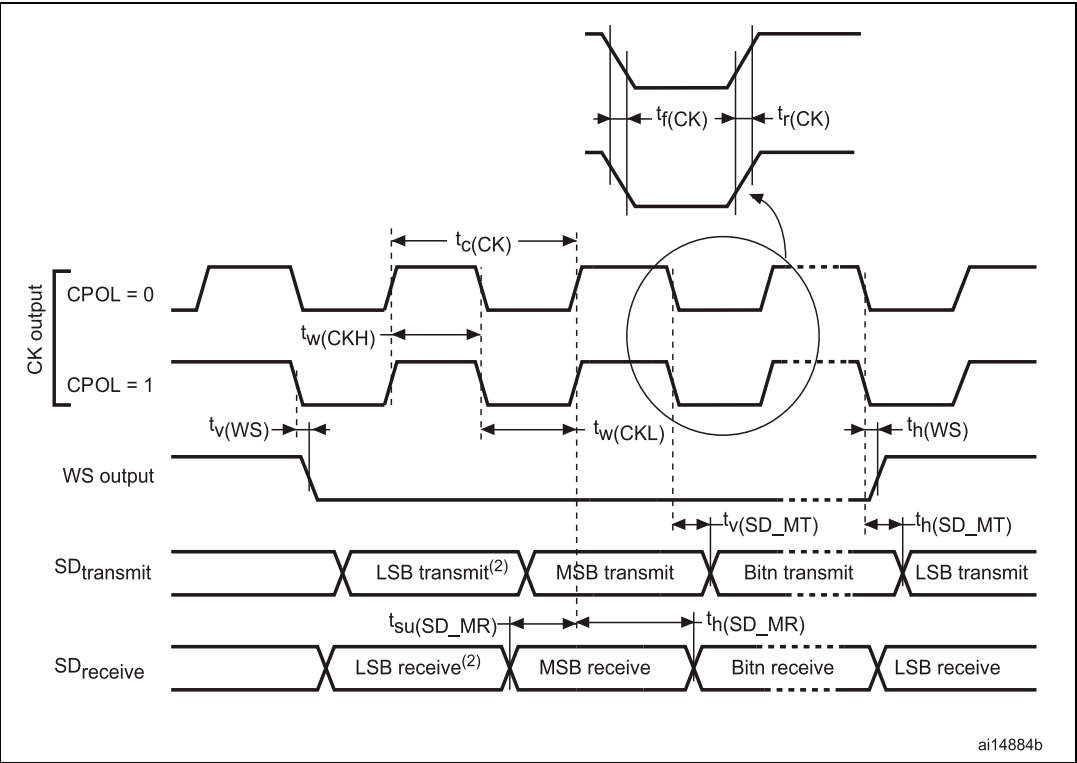 tf(CK)
tr(CK)
tc(CK)
CK output
CPOL = 0
tw(CKH)
CPOL = 1
tv(WS)
tw(CKL)
th(WS)
WS output
tv(SD_MT)
th(SD_MT)
SDtransmit
LSB transmit(2)
MSB transmit
Bitn transmit
LSB transmit
tsu(SD_MR)
th(SD_MR)
SDreceive
LSB receive(2)
MSB receive
Bitn receive
LSB receive
ai14884b